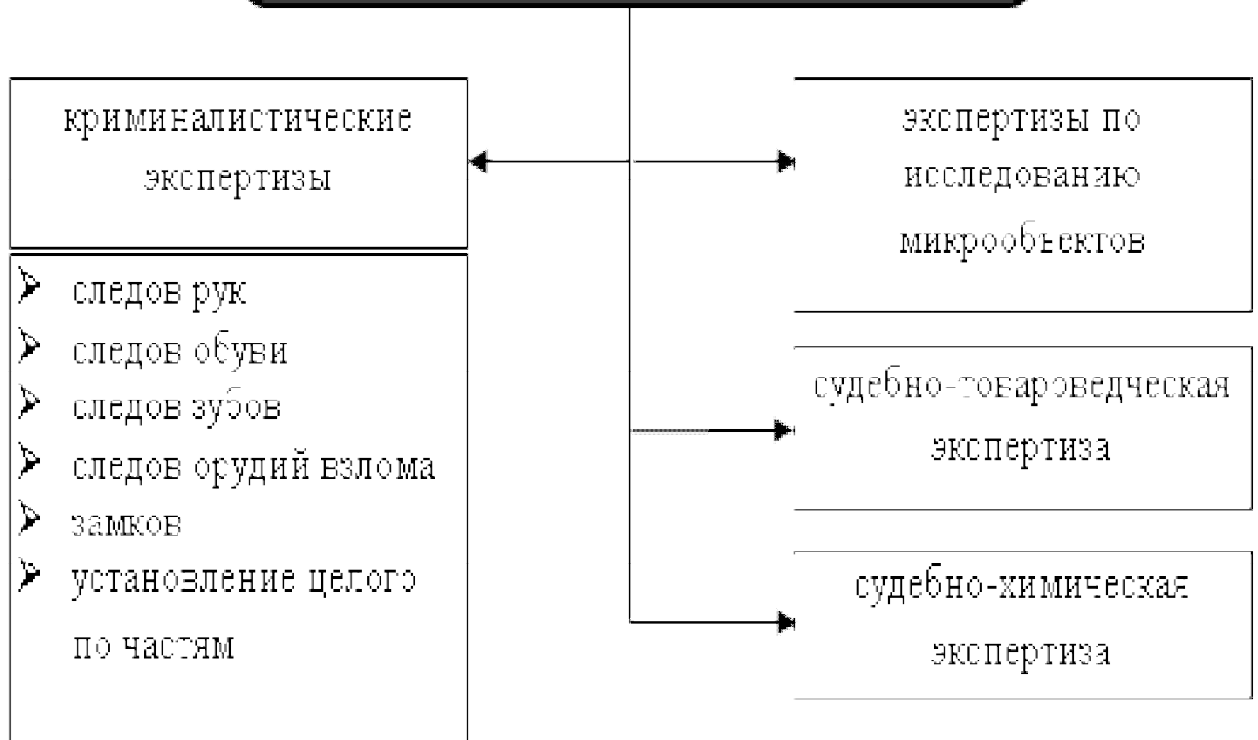 криминалистические
экспертизы
следов рук
следов обуви
следов зубов
следов орудий взлома
замков
установление целого
по частям
экспертизы по
исследованию
микрообъектов
судебно-товароведческая
экспертиза
судебно-химическая
экспертиза